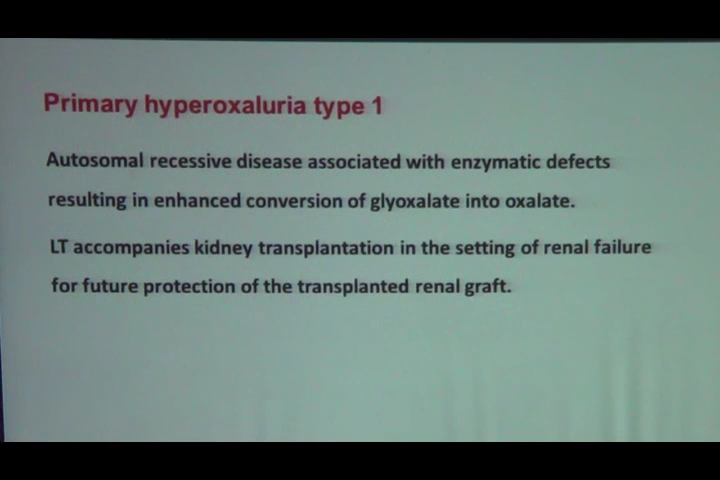 Primary hyperoxaluria type 1
Autosomal recessive disease associated with enzymatic defects
resulting in enhanced conversion of glyoxalate into oxalate.
LT accompanies kidney transplantation in the setting of renal failure
for future protection of the transplanted renal graft.